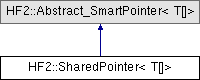 HF2::Abstract_SmartPointer< T[]>
HF2::SharedPointer< T[]>